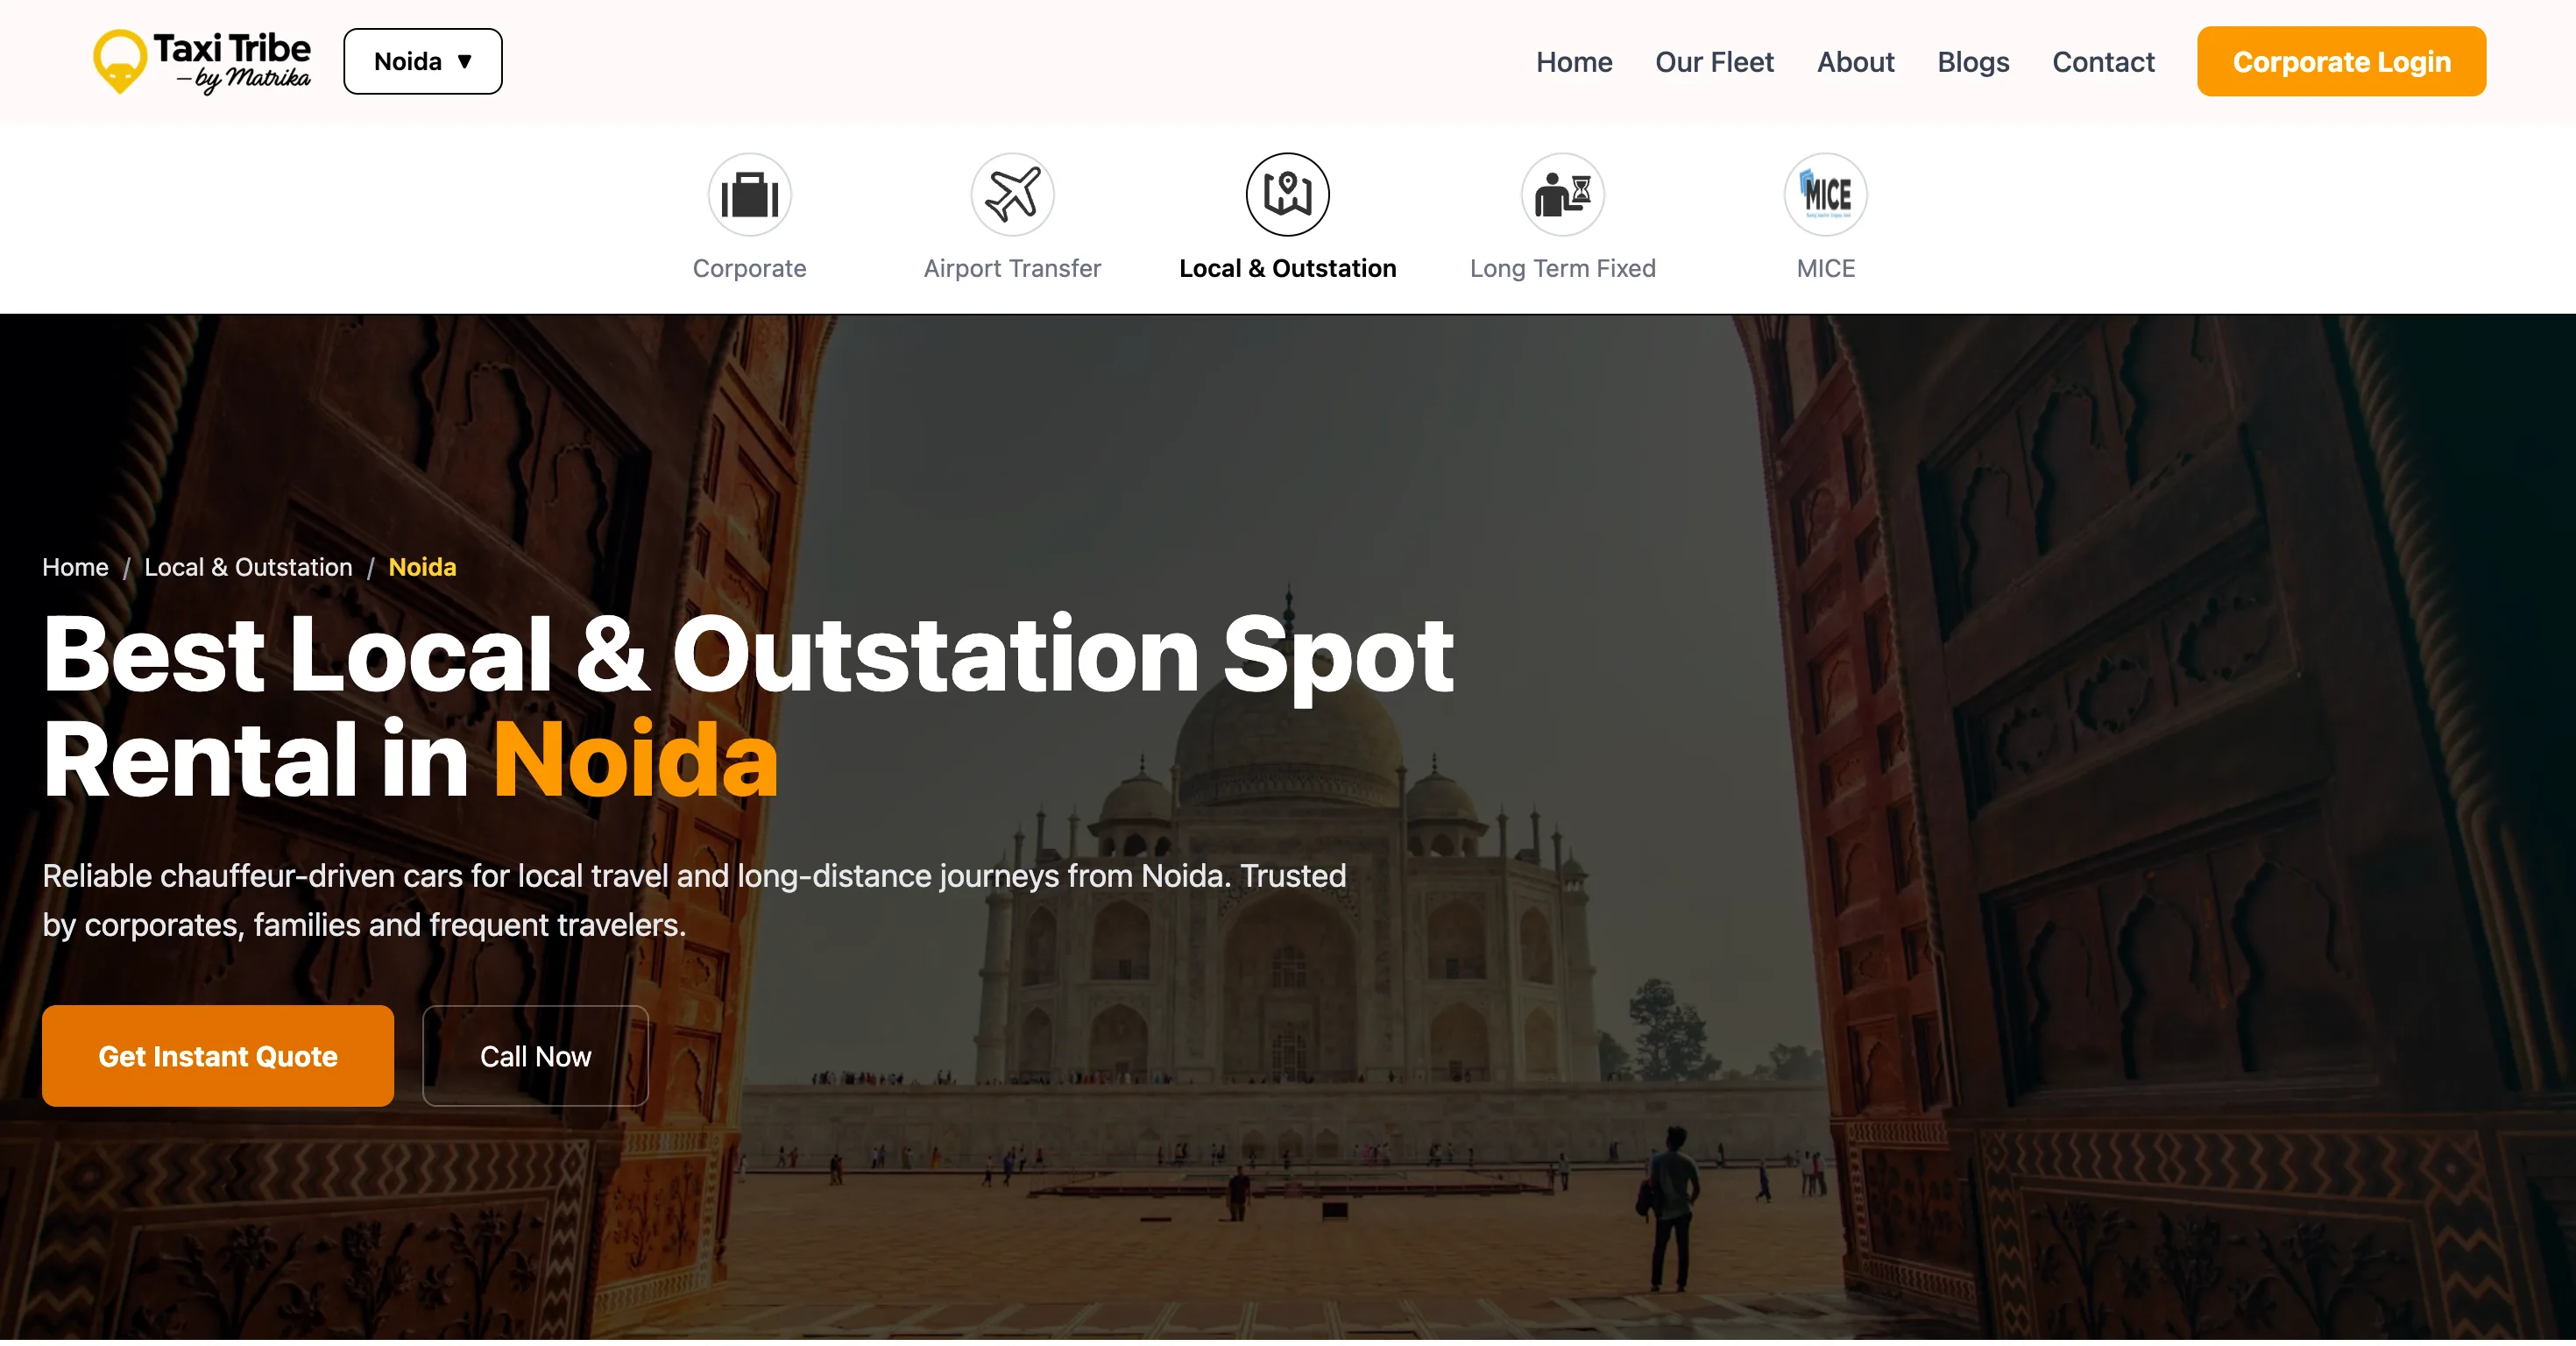 Taxi Tribe
by Matrika
Noida ▼
Home
Our Fleet
About
Blogs
Contact
Corporate Login
MICE
Corporate
Airport Transfer
Local & Outstation
Long Term Fixed
MICE
Home / Local & Outstation / Noida
Best Local & Outstation Spot
Rental in Noida
Reliable chauffeur-driven cars for local travel and long-distance journeys from Noida. Trusted
by corporates, families and frequent travelers.
Get Instant Quote
Call Now